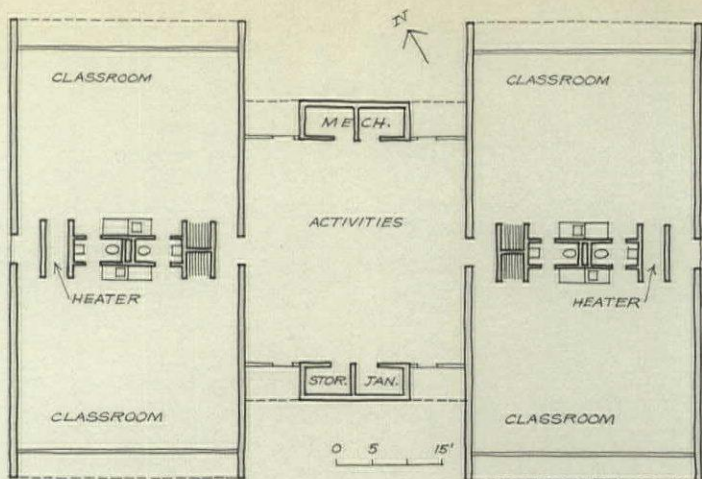 N
CLASSROOM
CLASSROOM
MECH.
ACTIVITIES
HEATER
HEATER
STOR. JAN.
CLASSROOM
CLASSROOM
0 5 15'